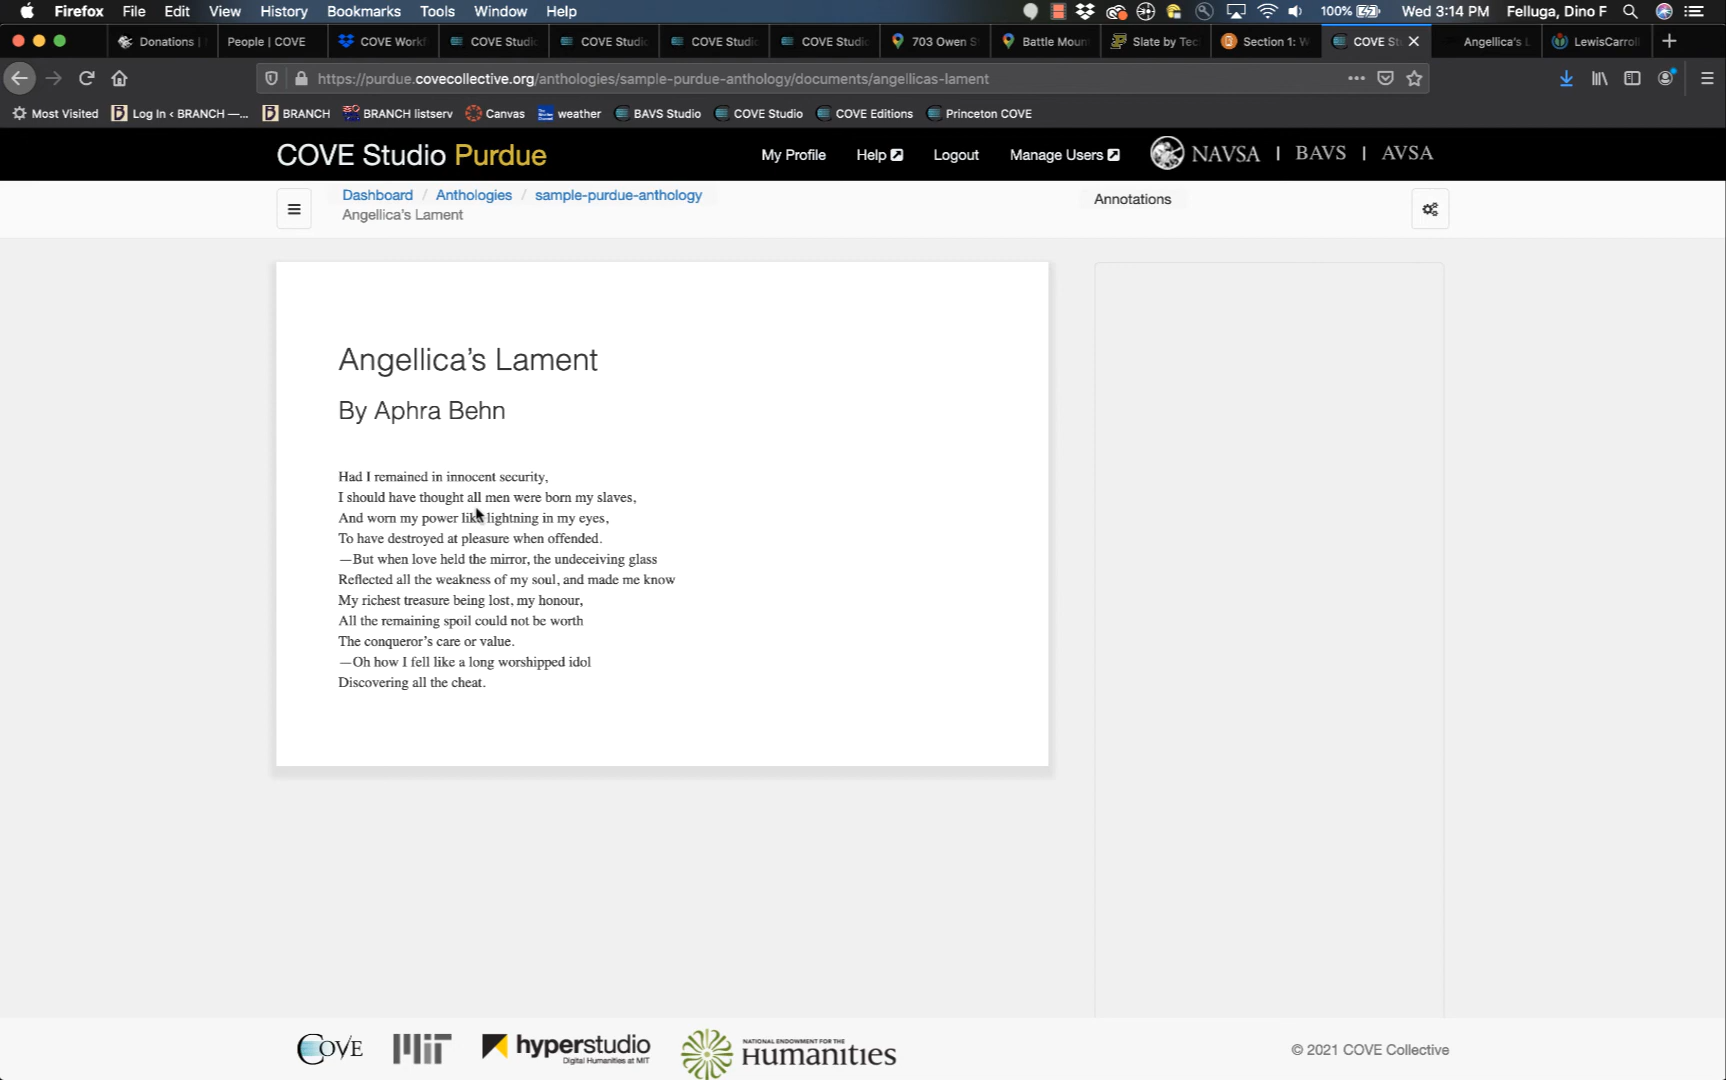 Firefox File Edit View History Bookmarks Tools Window Help 100% Wed 3:14 PM Felluga, Dino F
Donations | People | COVE COVE Workf COVE Studi COVE Studi COVE Studi COVE Studi 703 Owen S Battle Moun Slate by Tec Section 1: W COVE St Angellica's L LewisCarroll
https://purdue.covecollective.org/anthologies/sample-purdue-anthology/documents/angellicas-lament
Most Visited Log In < BRANCH —... BRANCH BRANCH listserv Canvas weather BAVS Studio COVE Studio COVE Editions Princeton COVE
COVE Studio Purdue My Profile Help Logout Manage Users NAVSA | BAVS | AVSA
Dashboard / Anthologies / sample-purdue-anthology
Angellica's Lament
Annotations
Angellica’s Lament
By Aphra Behn
Had I remained in innocent security,
I should have thought all men were born my slaves,
And worn my power like lightning in my eyes,
To have destroyed at pleasure when offended.
—But when love held the mirror, the undeceiving glass
Reflected all the weakness of my soul, and made me know
My richest treasure being lost, my honour,
All the remaining spoil could not be worth
The conqueror’s care or value.
—Oh how I fell like a long worshipped idol
Discovering all the cheat.
COVE MIT hyperstudio
Digital Humanities at MIT
NATIONAL ENDOWMENT FOR THE
HUMANITIES
© 2021 COVE Collective